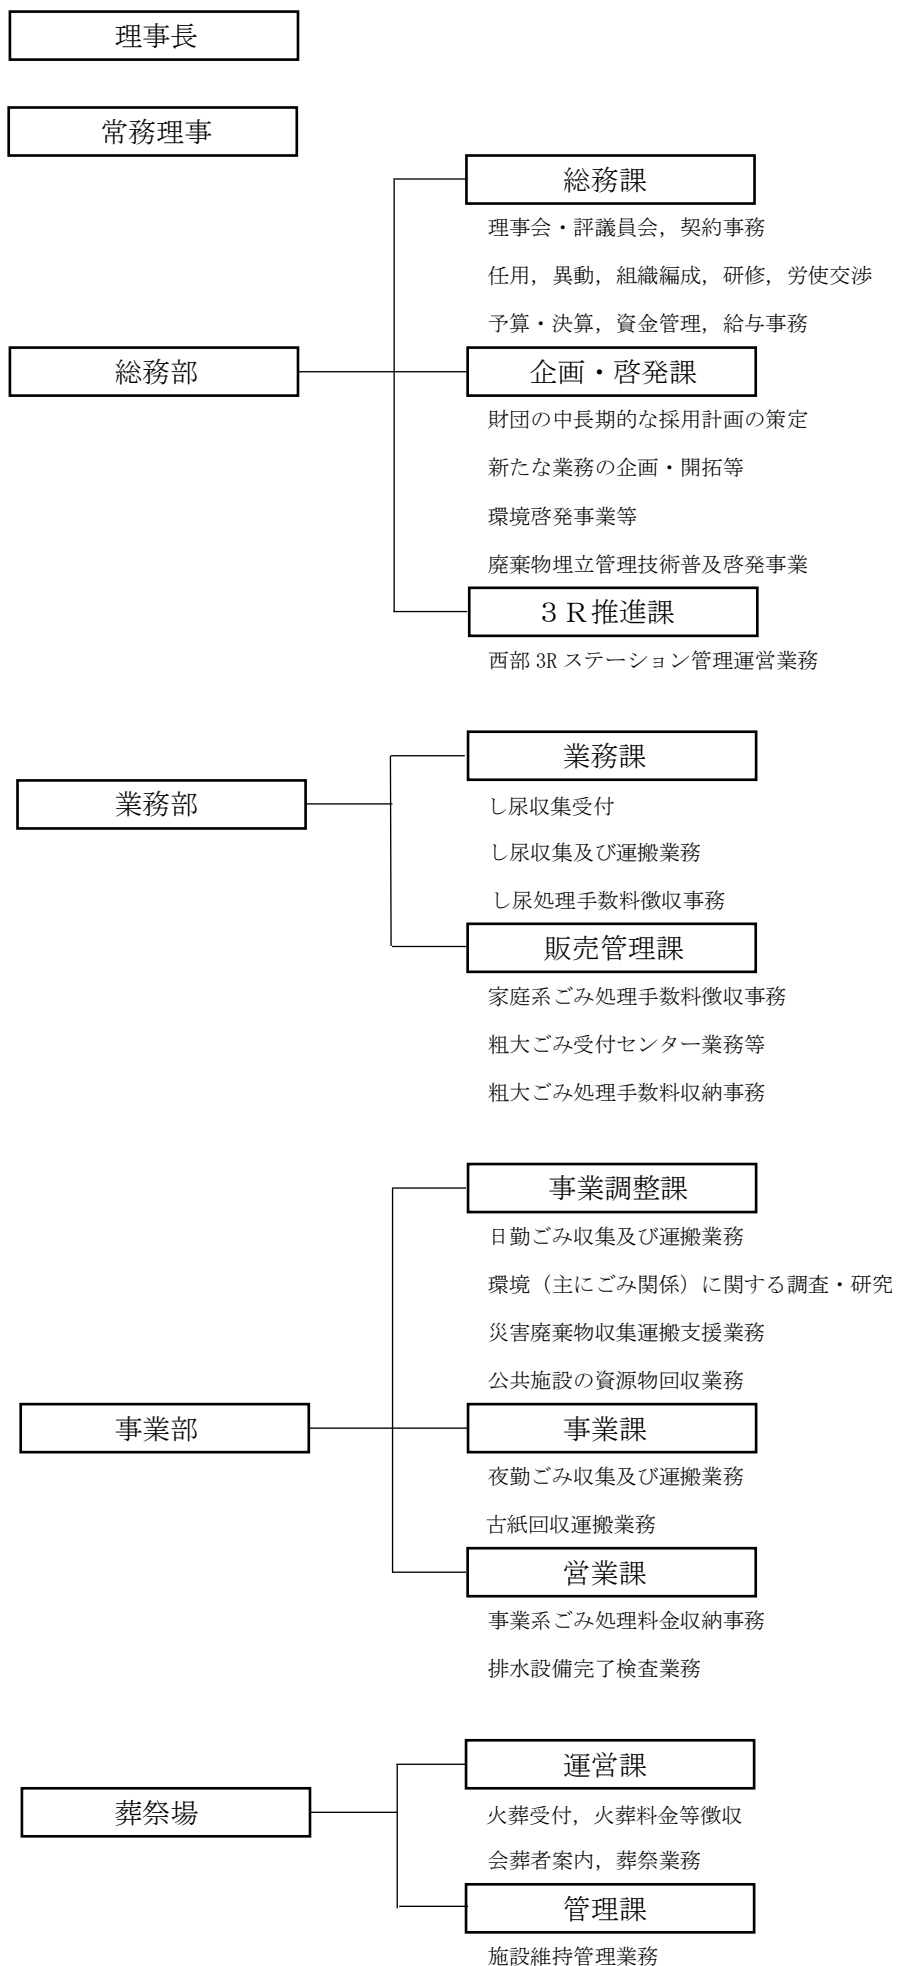 理事長
常務理事
総務課
理事会・評議員会，契約事務
任用，異動，組織編成，研修，労使交渉
予算・決算，資金管理，給与事務
総務部
企画・啓発課
財団の中長期的な採用計画の策定
新たな業務の企画・開拓等
環境啓発事業等
廃棄物埋立管理技術普及啓発事業
３Ｒ推進課
西部 3R ステーション管理運営業務
業務課
業務部
し尿収集受付
し尿収集及び運搬業務
し尿処理手数料徴収事務
販売管理課
家庭系ごみ処理手数料徴収事務
粗大ごみ受付センター業務等
粗大ごみ処理手数料収納事務
事業調整課
日勤ごみ収集及び運搬業務
環境（主にごみ関係）に関する調査・研究
災害廃棄物収集運搬支援業務
公共施設の資源物回収業務
事業部
事業課
夜勤ごみ収集及び運搬業務
古紙回収運搬業務
営業課
事業系ごみ処理料金収納事務
排水設備完了検査業務
運営課
葬祭場
火葬受付，火葬料金等徴収
会葬者案内，葬祭業務
管理課
施設維持管理業務